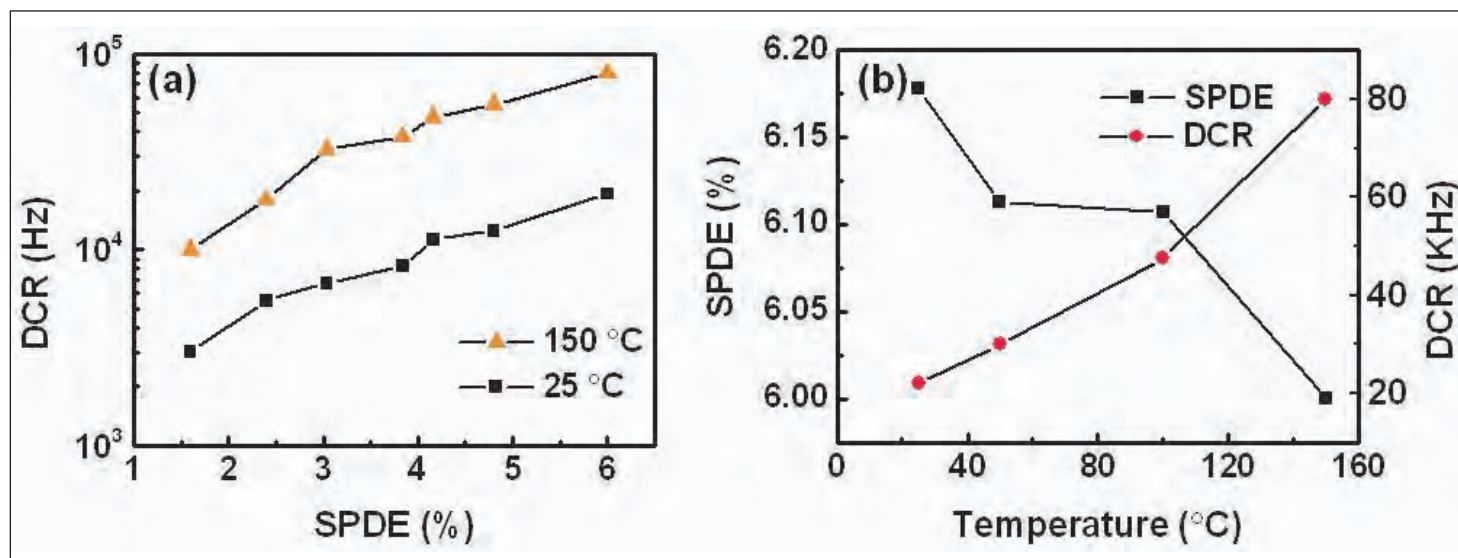 (a)
DCR (Hz)
10⁵
10⁴
10³
1 2 3 4 5 6
SPDE (%)
150 °C
25 °C
(b)
SPDE (%)
6.20
6.15
6.10
6.05
6.00
SPDE
DCR
80
60
40
20
DCR (KHz)
0 40 80 120 160
Temperature (°C)